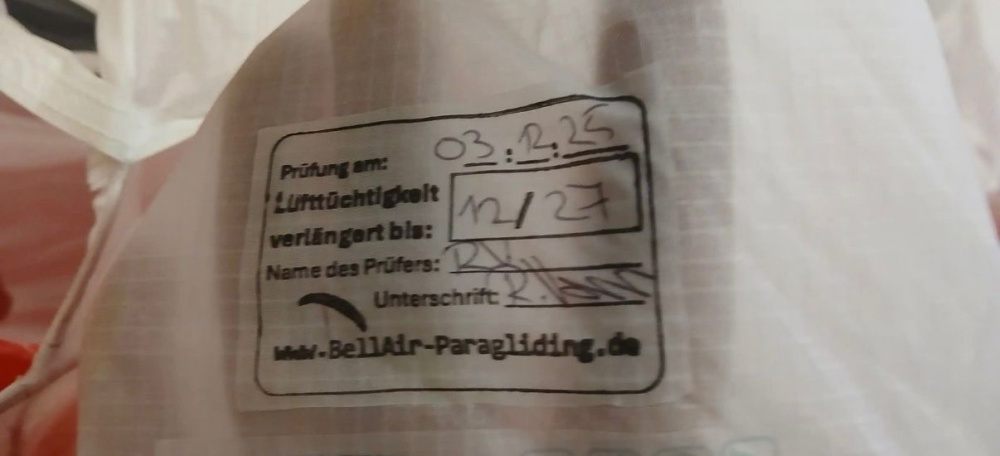 Prüfung am: 03.12.25
Lufttüchtigkeit
verlängert bis: 12/27
Name des Prüfers:
Unterschrift:
www.BellAir-Paragliding.de